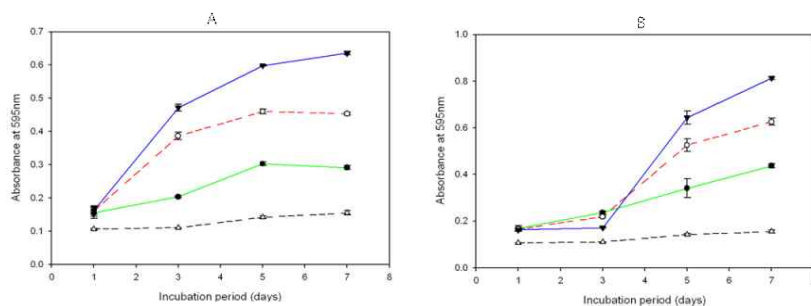 A
0.7
0.6
0.5
0.4
0.3
0.2
0.1
0.0
Absorbance at 595nm
0 1 2 3 4 5 6 7 8
Incubation period (days)
B
1.0
0.8
0.6
0.4
0.2
0.0
Absorbance at 595nm
0 1 2 3 4 5 6 7 8
Incubation period (days)